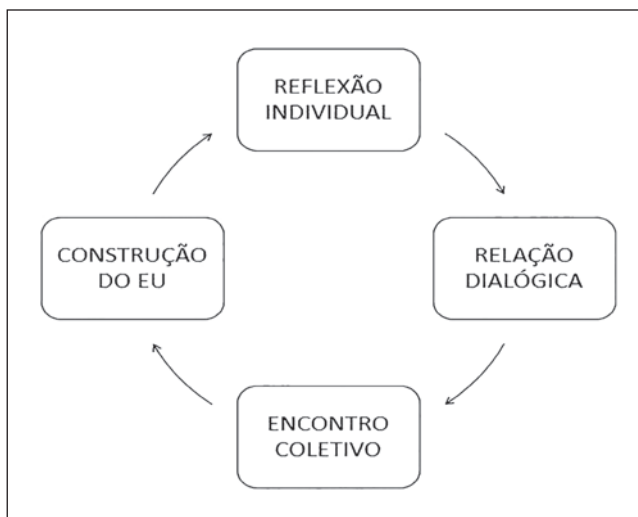 REFLEXÃO
INDIVIDUAL
RELAÇÃO
DIALÓGICA
ENCONTRO
COLETIVO
CONSTRUÇÃO
DO EU